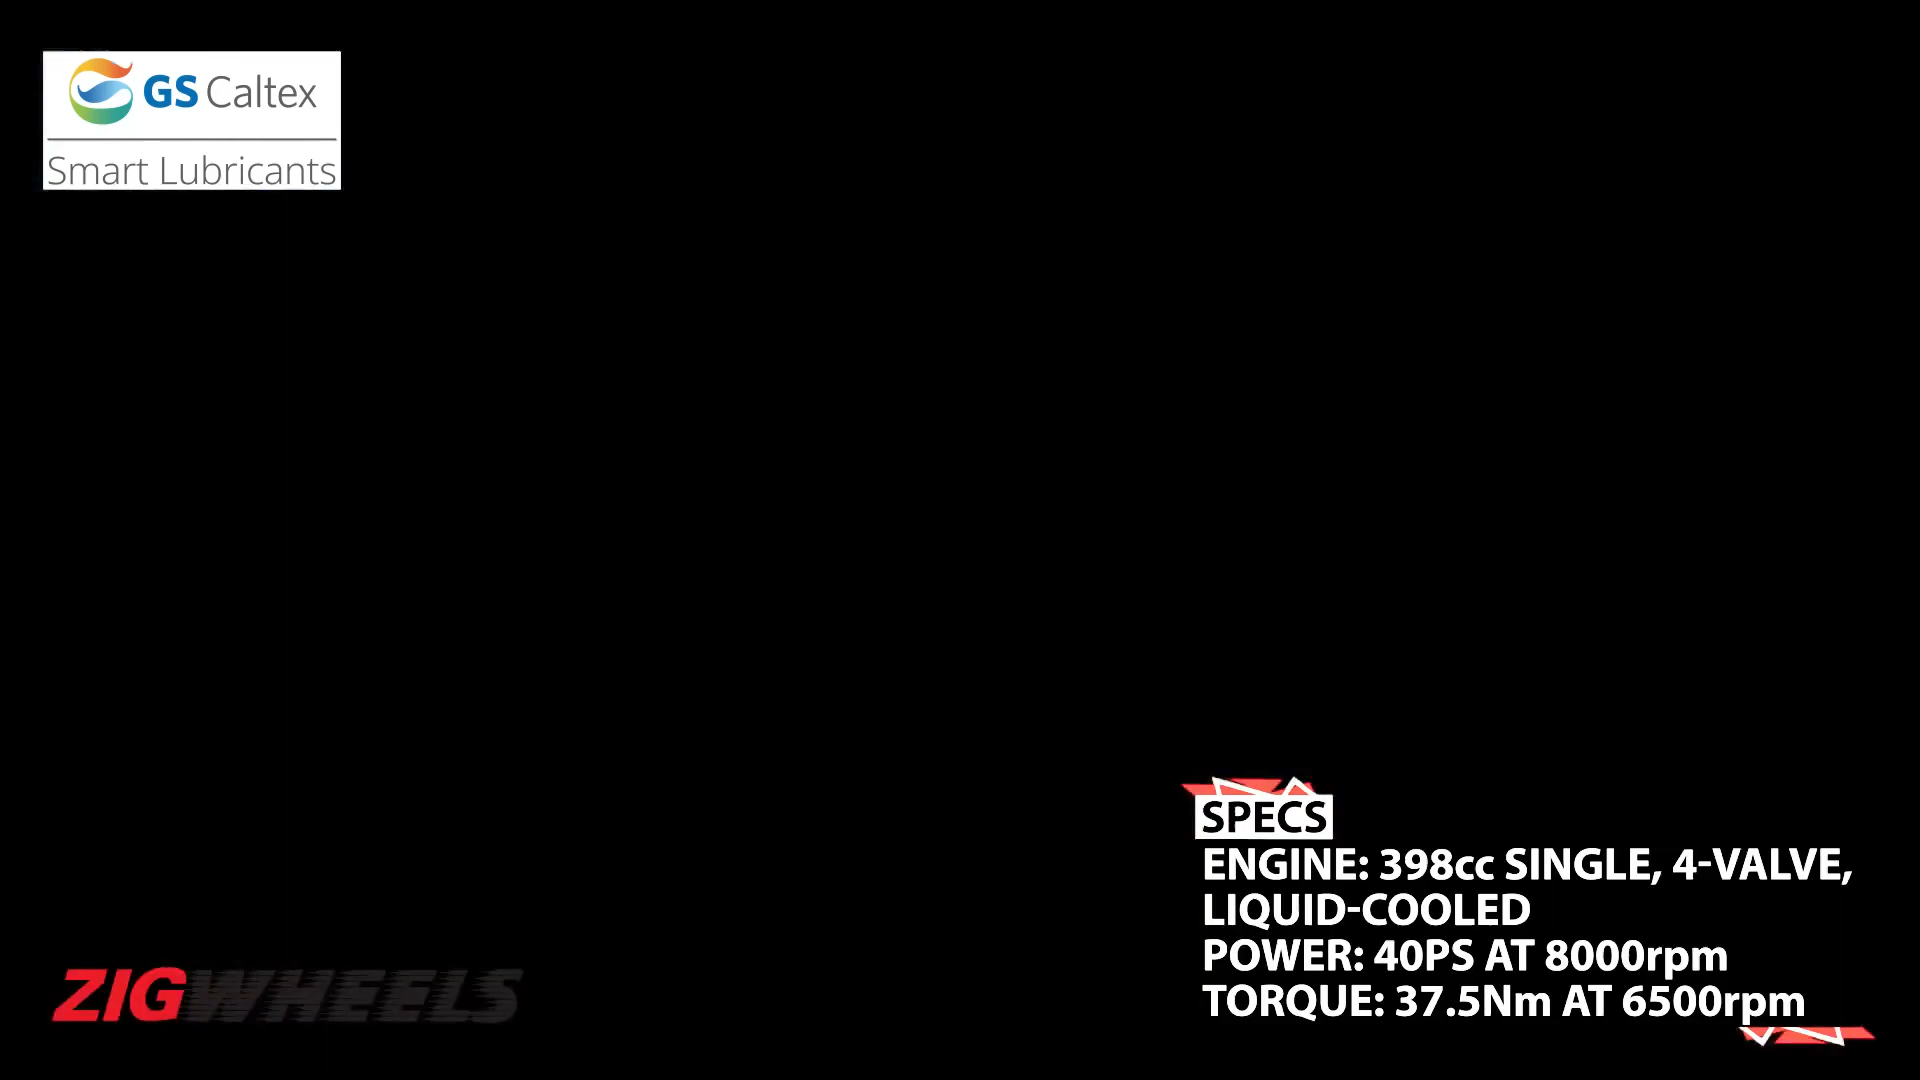 GS Caltex
Smart Lubricants
SPECS
ENGINE: 398cc SINGLE, 4-VALVE,
LIQUID-COOLED
POWER: 40PS AT 8000rpm
TORQUE: 37.5Nm AT 6500rpm
ZIGWHEELS